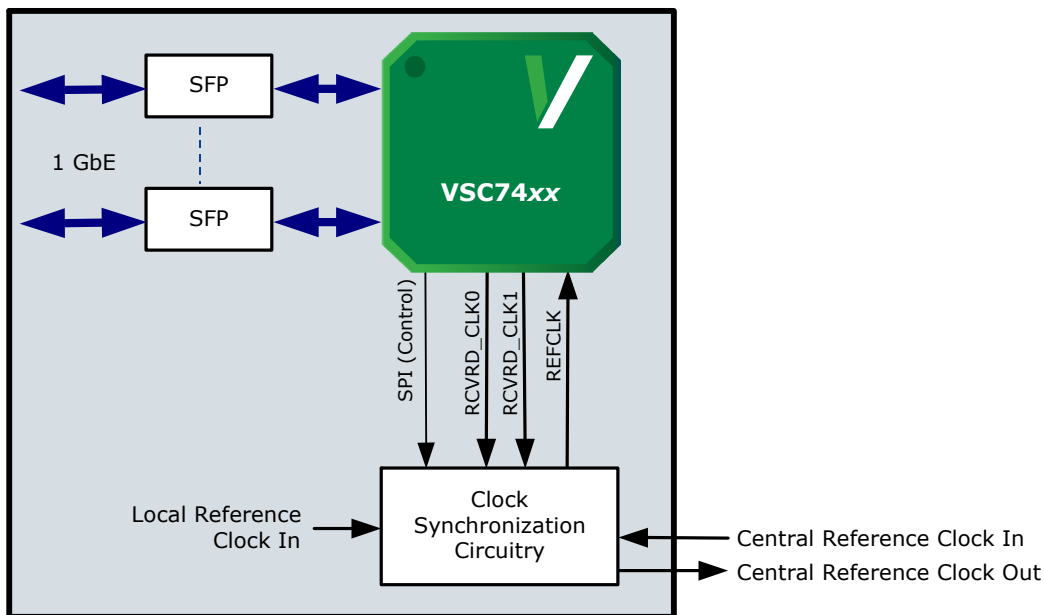 SFP
1 GbE
SFP
VSC74xx
SPI (Control)
RCVRD_CLK0
RCVRD_CLK1
REFCLK
Local Reference
Clock In
Clock
Synchronization
Circuitry
Central Reference Clock In
Central Reference Clock Out